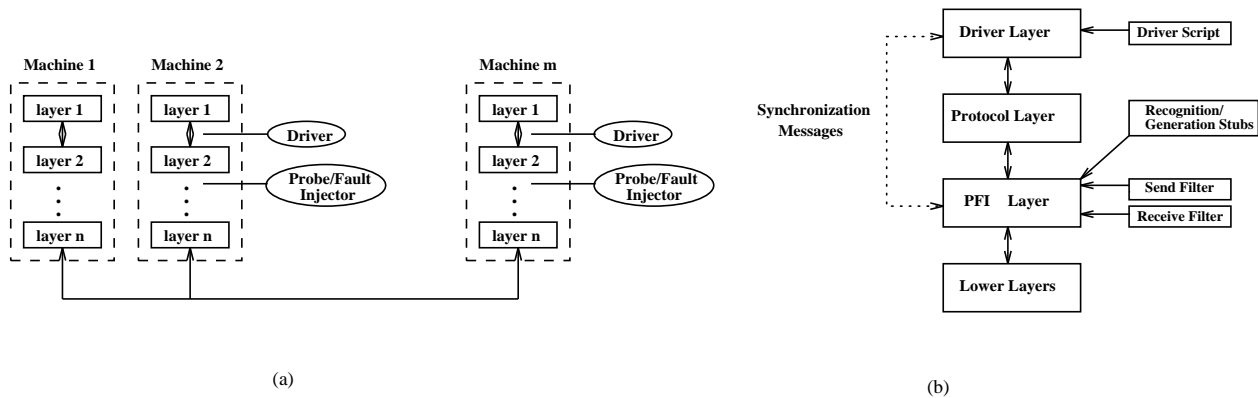 Machine 1
layer 1
layer 2
layer n
Machine 2
layer 1
layer 2
layer n
Driver
Probe/Fault
Injector
Machine m
layer 1
layer 2
layer n
Driver
Probe/Fault
Injector
(a)
Synchronization
Messages
Driver Layer
Driver Script
Protocol Layer
Recognition/
Generation Stubs
PFI Layer
Send Filter
Receive Filter
Lower Layers
(b)